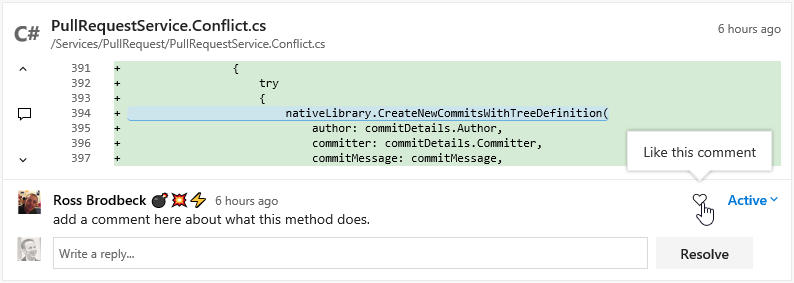 C# PullRequestService.Conflict.cs 6 hours ago
/Services/PullRequest/PullRequestService.Conflict.cs
391 + {
392 + try
393 + {
394 + nativeLibrary.CreateNewCommitsWithTreeDefinition(
395 + author: commitDetails.Author,
396 + committer: commitDetails.Committer,
397 + commitMessage: commitMessage,
Like this comment
Ross Brodbeck 💣💥⚡ 6 hours ago Active
add a comment here about what this method does.
Write a reply... Resolve